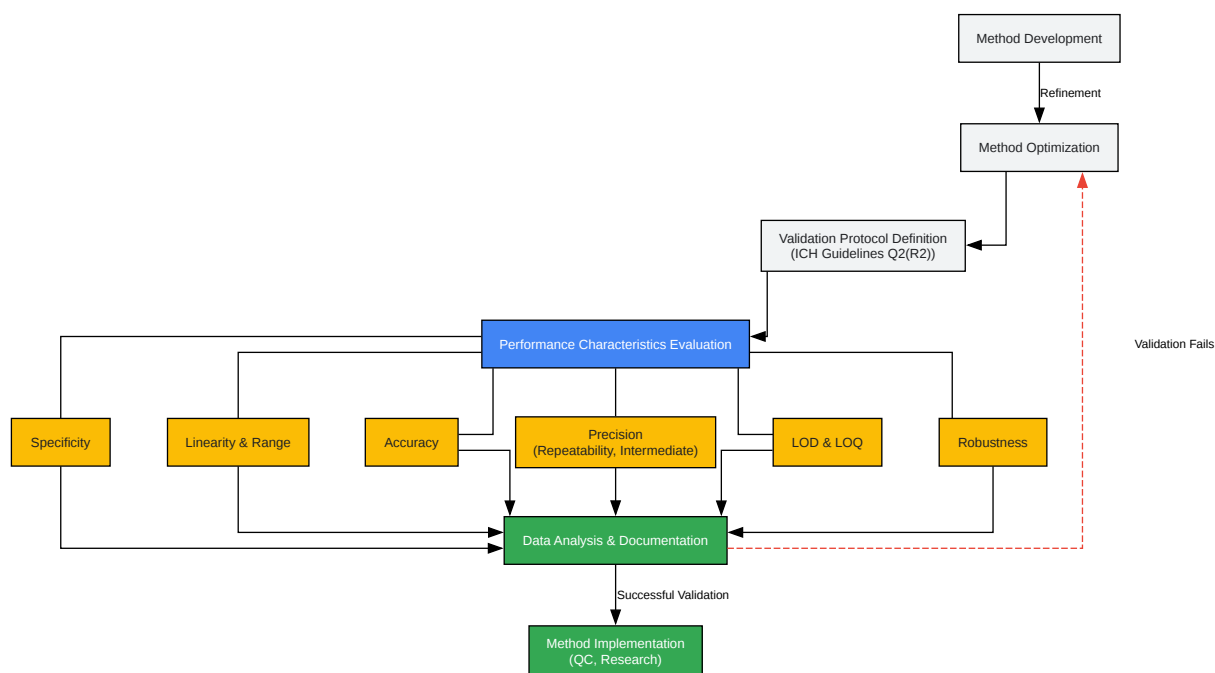 Method Development
Refinement
Method Optimization
Validation Protocol Definition
(ICH Guidelines Q2(R2))
Performance Characteristics Evaluation
Validation Fails
Specificity
Linearity & Range
Accuracy
Precision
(Repeatability, Intermediate)
LOD & LOQ
Robustness
Data Analysis & Documentation
Successful Validation
Method Implementation
(QC, Research)